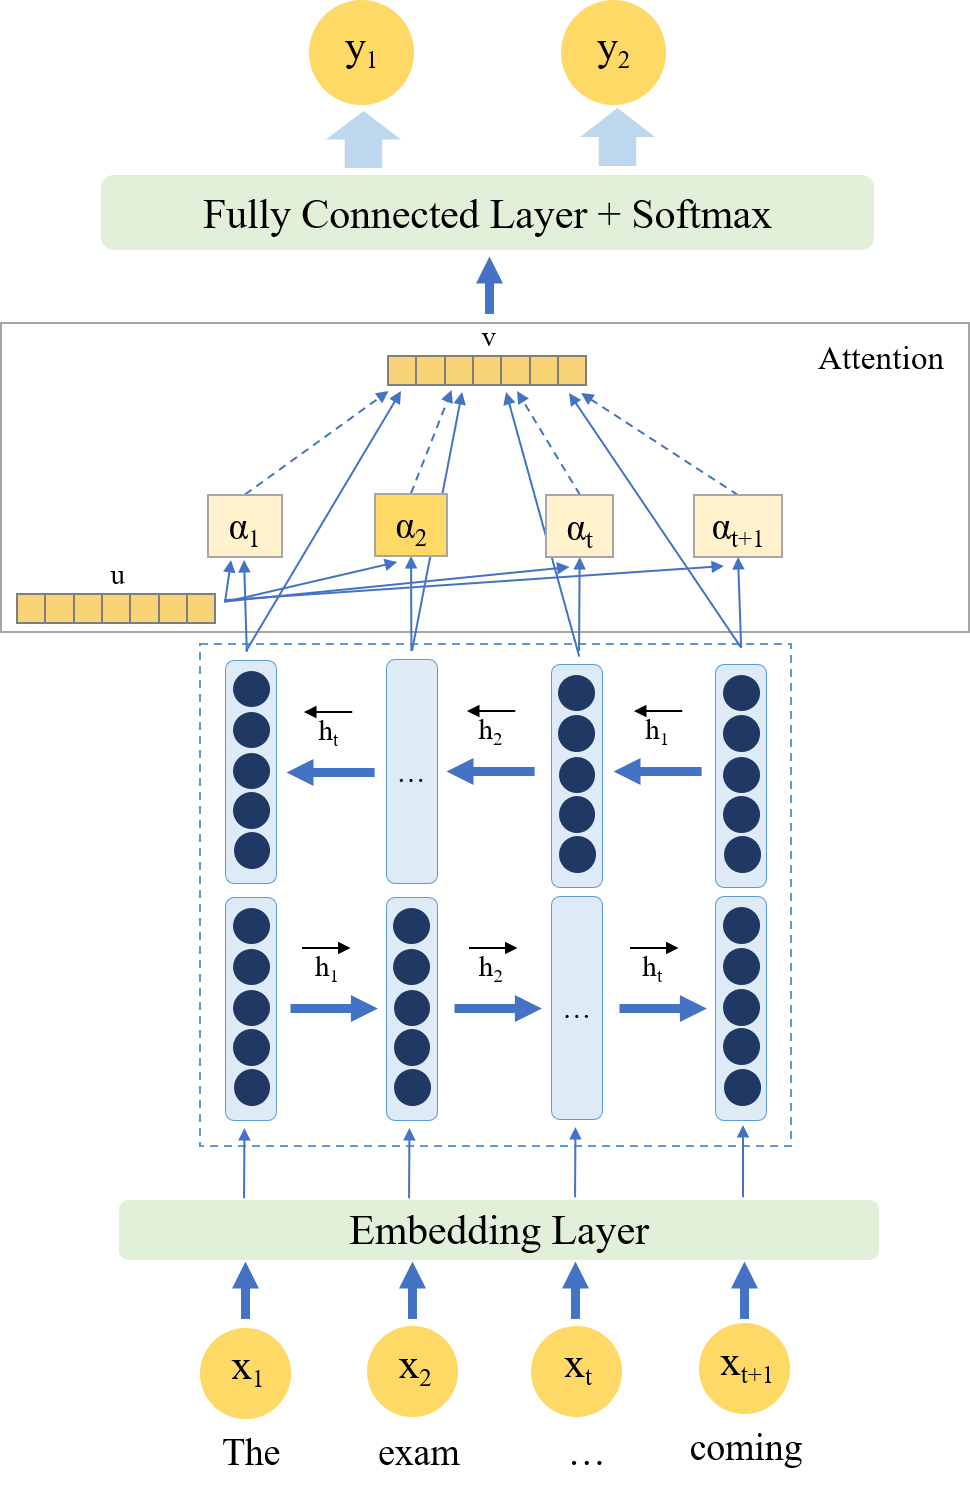 y1 y2
Fully Connected Layer + Softmax
v
Attention
α1 α2 αt αt+1
u
ht h2 h1
...
h1 h2 ht
...
Embedding Layer
x1 x2 xt xt+1
The exam ... coming